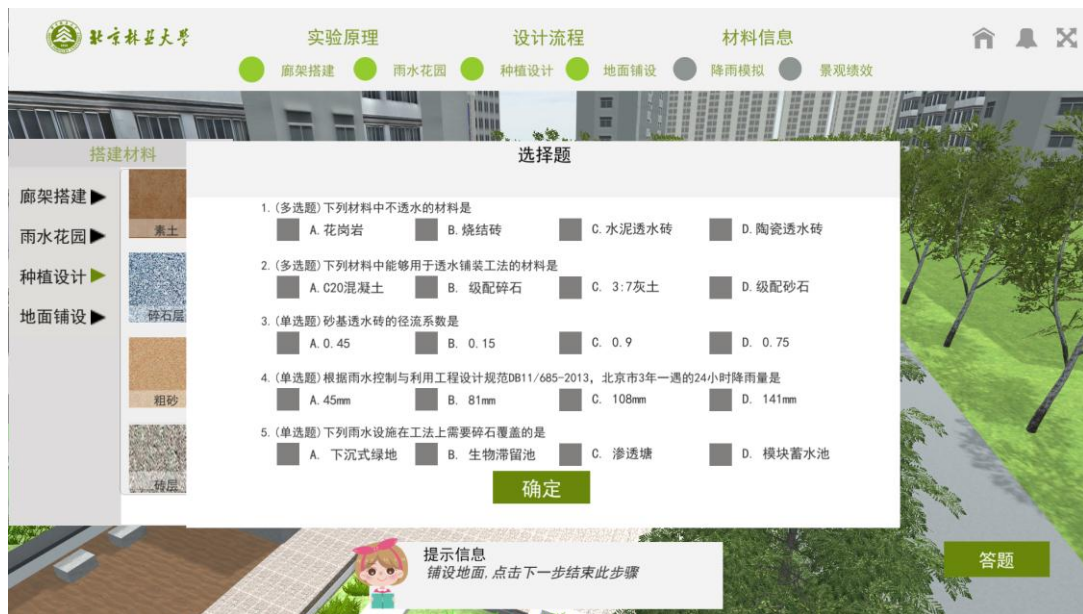 北京林业大学
实验原理 设计流程 材料信息
廊架搭建 雨水花园 种植设计 地面铺设 降雨模拟 景观绩效
搭建材料
廊架搭建▶
雨水花园▶
种植设计▶
地面铺设▶
素土
碎石层
粗砂
砖层
选择题
1.(多选题)下列材料中不透水的材料是
A.花岗岩 B.烧结砖 C.水泥透水砖 D.陶瓷透水砖
2.(多选题)下列材料中能够用于透水铺装工法的材料是
A.C20混凝土 B. 级配碎石 C. 3:7灰土 D.级配砂石
3.(单选题)砂基透水砖的径流系数是
A.0.45 B. 0.15 C. 0.9 D. 0.75
4.(单选题)根据雨水控制与利用工程设计规范DB11/685-2013, 北京市3年一遇的24小时降雨量是
A.45mm B. 81mm C. 108mm D. 141mm
5.(单选题)下列雨水设施在工法上需要碎石覆盖的是
A. 下沉式绿地 B. 生物滞留池 C. 渗透塘 D. 模块蓄水池
确定
提示信息
铺设地面,点击下一步结束此步骤
答题